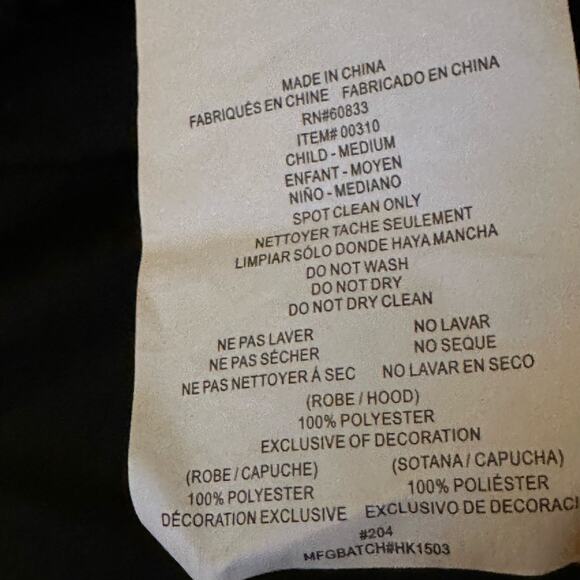 MADE IN CHINA
FABRIQUÉS EN CHINE FABRICADO EN CHINA
RN#60833
ITEM# 00310
CHILD - MEDIUM
ENFANT - MOYEN
NIÑO - MEDIANO
SPOT CLEAN ONLY
NETTOYER TACHE SEULEMENT
LIMPIAR SÓLO DONDE HAYA MANCHA
DO NOT WASH
DO NOT DRY
DO NOT DRY CLEAN
NE PAS LAVER NO LAVAR
NE PAS SÉCHER NO SEQUE
NE PAS NETTOYER Á SEC NO LAVAR EN SECO
(ROBE / HOOD)
100% POLYESTER
EXCLUSIVE OF DECORATION
(ROBE / CAPUCHE) (SOTANA / CAPUCHA)
100% POLYESTER 100% POLIÉSTER
DÉCORATION EXCLUSIVE EXCLUSIVO DE DECORACI
#204
MFGBATCH#HK1503